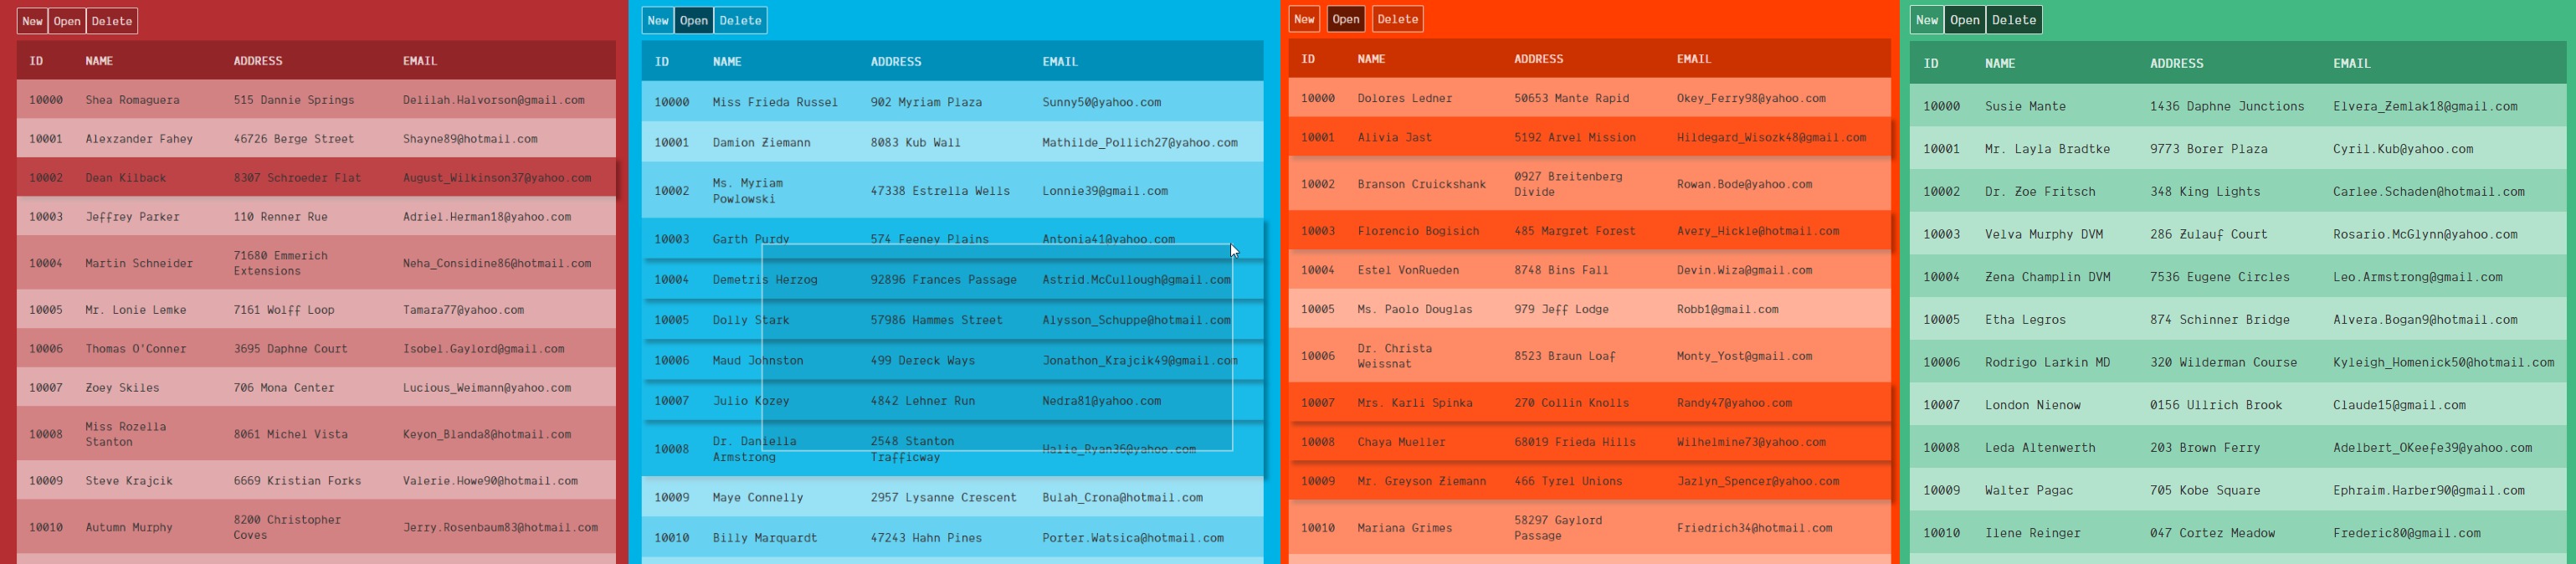 New Open Delete
ID NAME ADDRESS EMAIL
10000 Shea Romaguera 515 Dannie Springs Delilah.Halvorson@gmail.com
10001 Alexzander Fahey 46726 Berge Street Shayne89@hotmail.com
10002 Dean Kilback 8307 Schroeder Flat August_Wilkinson37@yahoo.com
10003 Jeffrey Parker 110 Renner Rue Adriel.Herman18@yahoo.com
10004 Martin Schneider 71680 Emmerich Extensions Neha_Considine86@hotmail.com
10005 Mr. Lonie Lemke 7161 Wolff Loop Tamara77@yahoo.com
10006 Thomas O'Conner 3695 Daphne Court Isobel.Gaylord@gmail.com
10007 Zoey Skiles 706 Mona Center Lucious_Weimann@yahoo.com
10008 Miss Rozella Stanton 8061 Michel Vista Keyon_Blanda8@hotmail.com
10009 Steve Krajcik 6669 Kristian Forks Valerie.Howe90@hotmail.com
10010 Autumn Murphy 8200 Christopher Coves Jerry.Rosenbaum83@hotmail.com
New Open Delete
ID NAME ADDRESS EMAIL
10000 Miss Frieda Russel 902 Myriam Plaza Sunny50@yahoo.com
10001 Damion Ziemann 8083 Kub Wall Mathilde_Pollich27@yahoo.com
10002 Ms. Myriam Powlowski 47338 Estrella Wells Lonnie39@gmail.com
10003 Garth Purdy 574 Feeney Plains Antonia41@yahoo.com
10004 Demetris Herzog 92896 Frances Passage Astrid.McCullough@gmail.com
10005 Dolly Stark 57986 Hammes Street Alysson_Schuppe@hotmail.com
10006 Maud Johnston 499 Dereck Ways Jonathon_Krajcik49@gmail.com
10007 Julio Kozey 4842 Lehner Run Nedra81@yahoo.com
10008 Dr. Daniella Armstrong 2548 Stanton Trafficway Halie_Ryan36@yahoo.com
10009 Maye Connelly 2957 Lysanne Crescent Bulah_Crona@hotmail.com
10010 Billy Marquardt 47243 Hahn Pines Porter.Watsica@hotmail.com
New Open Delete
ID NAME ADDRESS EMAIL
10000 Dolores Ledner 50653 Mante Rapid Okey_Ferry98@yahoo.com
10001 Alivia Jast 5192 Arvel Mission Hildegard_Wisozk48@gmail.com
10002 Branson Cruickshank 0927 Breitenberg Divide Rowan.Bode@yahoo.com
10003 Florencio Bogisich 485 Margret Forest Avery_Hickle@hotmail.com
10004 Estel VonRueden 8748 Bins Fall Devin.Wiza@gmail.com
10005 Ms. Paolo Douglas 979 Jeff Lodge Robb1@gmail.com
10006 Dr. Christa Weissnat 8523 Braun Loaf Monty_Yost@gmail.com
10007 Mrs. Karli Spinka 270 Collin Knolls Randy47@yahoo.com
10008 Chaya Mueller 68019 Frieda Hills Wilhelmine73@yahoo.com
10009 Mr. Greyson Ziemann 466 Tyrel Unions Jazlyn_Spencer@yahoo.com
10010 Mariana Grimes 58297 Gaylord Passage Friedrich34@hotmail.com
New Open Delete
ID NAME ADDRESS EMAIL
10000 Susie Mante 1436 Daphne Junctions Elvera_Zemlak18@gmail.com
10001 Mr. Layla Bradtke 9773 Borer Plaza Cyril.Kub@yahoo.com
10002 Dr. Zoe Fritsch 348 King Lights Carlee.Schaden@hotmail.com
10003 Velva Murphy DVM 286 Zulauf Court Rosario.McGlynn@yahoo.com
10004 Zena Champlin DVM 7536 Eugene Circles Leo.Armstrong@gmail.com
10005 Etha Legros 874 Schinner Bridge Alvera.Bogan9@hotmail.com
10006 Rodrigo Larkin MD 320 Wilderman Course Kyleigh_Homenick50@hotmail.com
10007 London Nienow 0156 Ullrich Brook Claude15@gmail.com
10008 Leda Altenwerth 203 Brown Ferry Adelbert_OKeefe39@yahoo.com
10009 Walter Pagac 705 Kobe Square Ephraim.Harber90@gmail.com
10010 Ilene Reinger 047 Cortez Meadow Frederic80@gmail.com